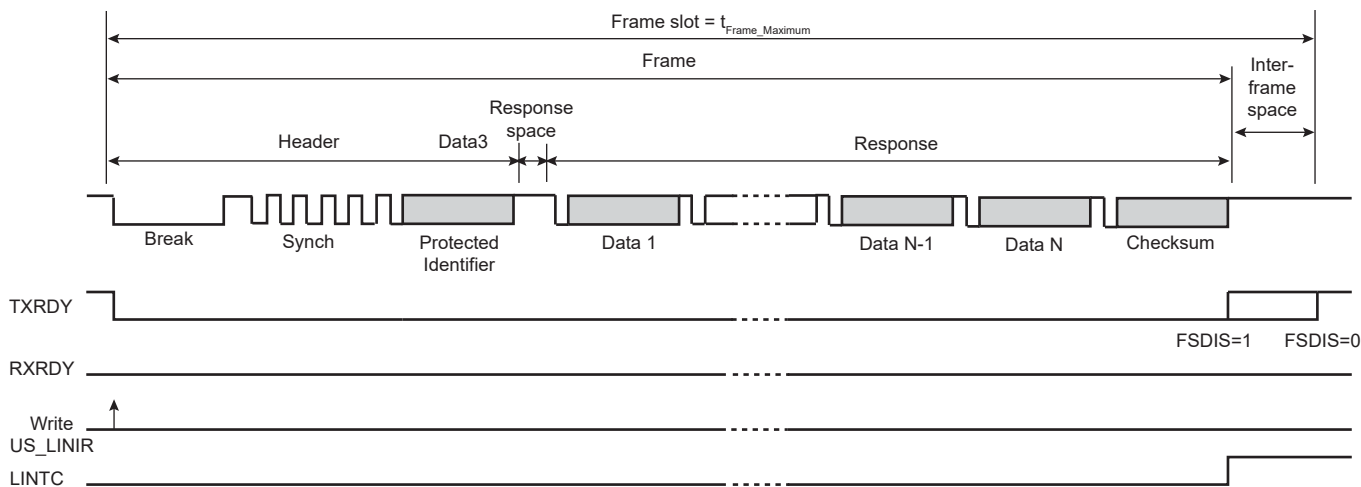 Frame slot = tFrame_Maximum
Frame
Inter-
frame
space
Response
space
Header
Data3
Response
Break
Synch
Protected
Identifier
Data 1
Data N-1
Data N
Checksum
TXRDY
FSDIS=1
FSDIS=0
RXRDY
Write
US_LINIR
LINTC